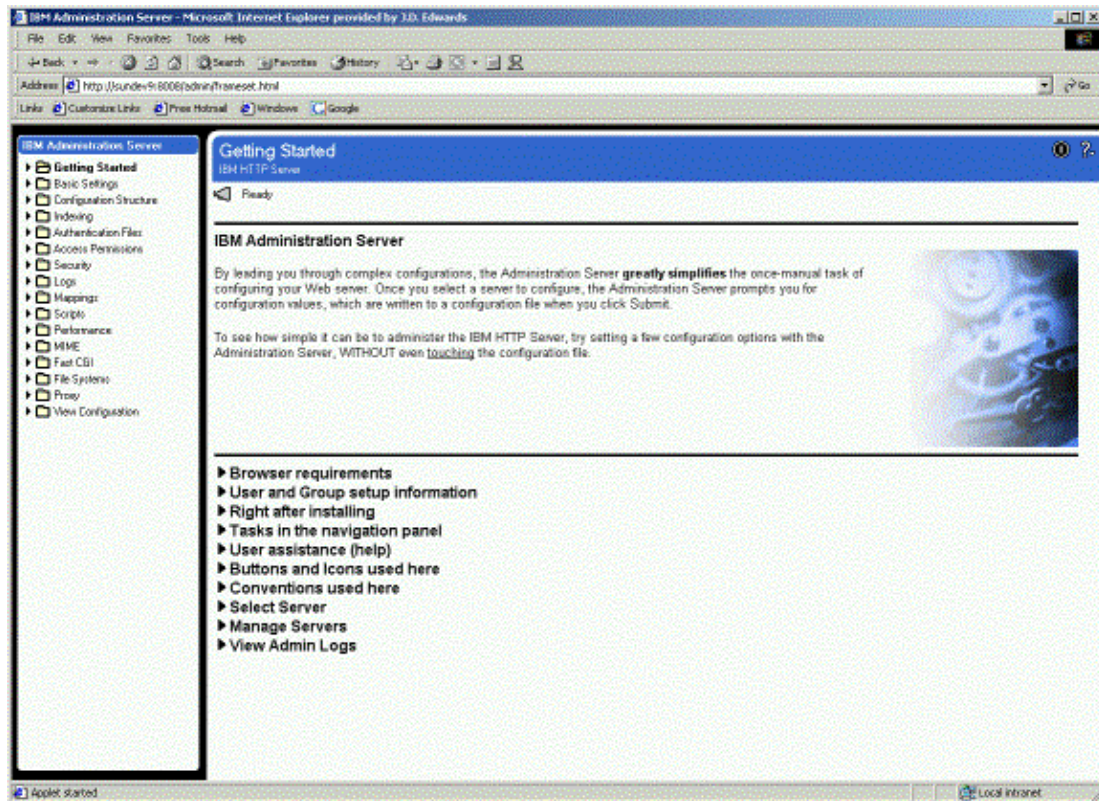 IBM Administration Server - Microsoft Internet Explorer provided by J.D. Edwards
File Edit View Favorites Tools Help
Back Search Favorites History
Address http://sundev9:8008/admin/frameset.html Go
Links Customize Links Free Hotmail Windows Google
IBM Administration Server
Getting Started
Basic Settings
Configuration Structure
Indexing
Authentication Files
Access Permissions
Security
Logs
Mappings
Scripts
Performance
MIME
Fast CGI
File Systems
Proxy
View Configuration
Getting Started
IBM HTTP Server
Ready
IBM Administration Server
By leading you through complex configurations, the Administration Server greatly simplifies the once-manual task of
configuring your Web server. Once you select a server to configure, the Administration Server prompts you for
configuration values, which are written to a configuration file when you click Submit.
To see how simple it can be to administer the IBM HTTP Server, try setting a few configuration options with the
Administration Server, WITHOUT even touching the configuration file.
Browser requirements
User and Group setup information
Right after installing
Tasks in the navigation panel
User assistance (help)
Buttons and Icons used here
Conventions used here
Select Server
Manage Servers
View Admin Logs
Applet started
Local intranet